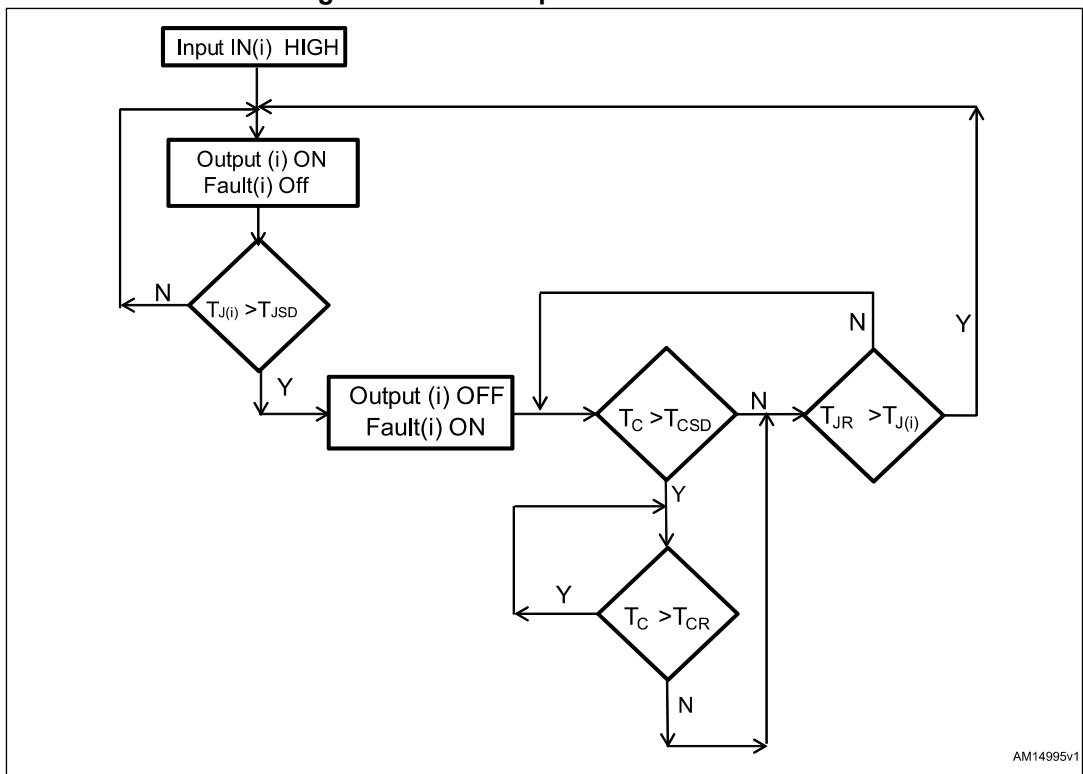 Input IN(i) HIGH
Output (i) ON
Fault(i) Off
N
TJ(i) >TJSD
Y
Output (i) OFF
Fault(i) ON
N
Y
TC >TCSD
N
TJR >TJ(i)
Y
Y
TC >TCR
N
AM14995v1